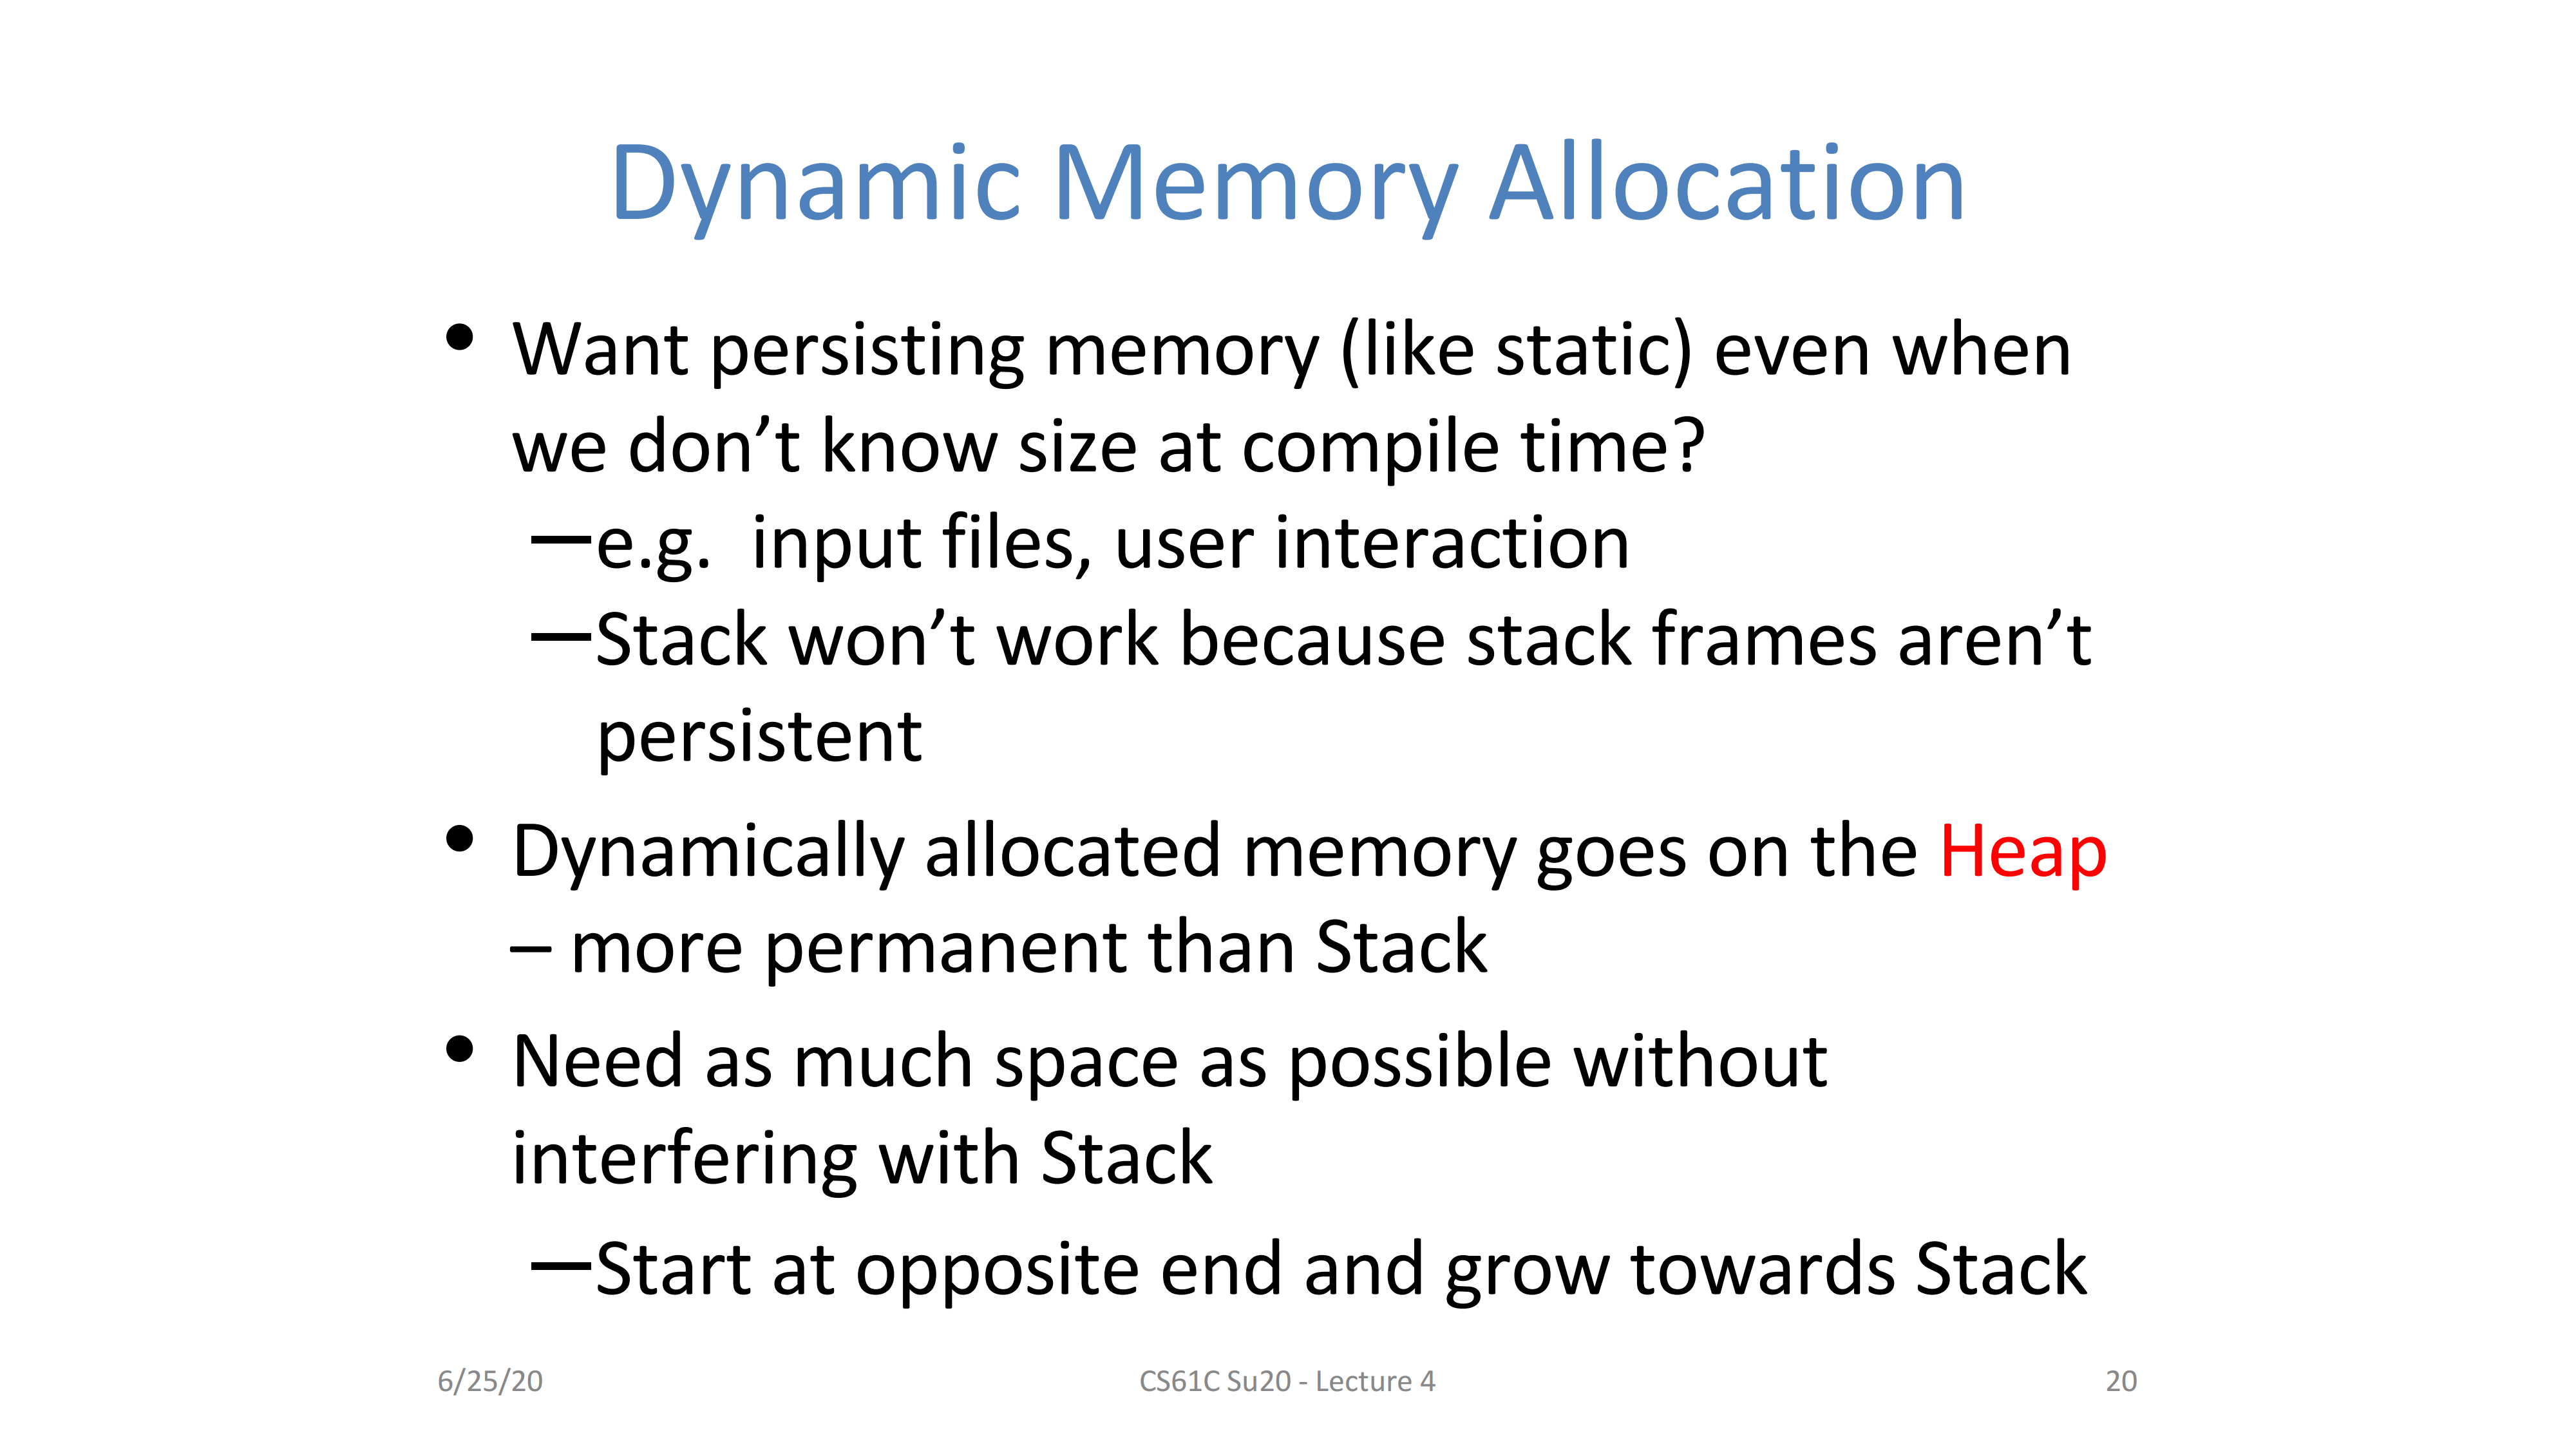 Dynamic Memory Allocation
• Want persisting memory (like static) even when
we don’t know size at compile time?
—e.g.  input files, user interaction
—Stack won’t work because stack frames aren’t
persistent
• Dynamically allocated memory goes on the Heap
– more permanent than Stack
• Need as much space as possible without
interfering with Stack
—Start at opposite end and grow towards Stack
6/25/20
CS61C Su20 - Lecture 4
20